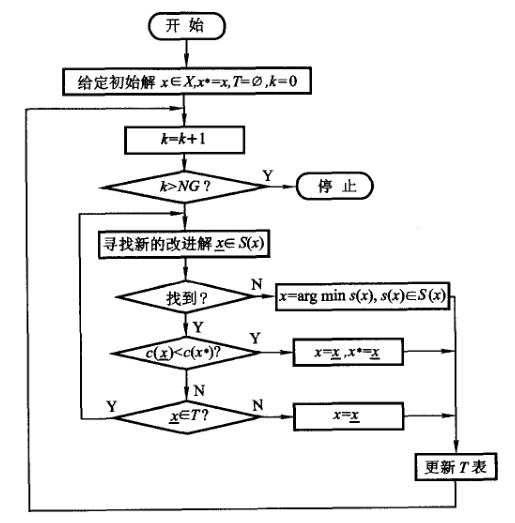 开 始
给定初始解 x∈X,x*=x,T=∅,k=0
k=k+1
k>NG?
Y
停 止
寻找新的改进解 x̲∈S(x)
找到?
N
x=arg min s(x), s(x)∈S(x)
Y
c(x̲)<c(x*)?
Y
x=x̲,x*=x̲
N
Y
x̲∈T?
N
x=x̲
更新 T 表